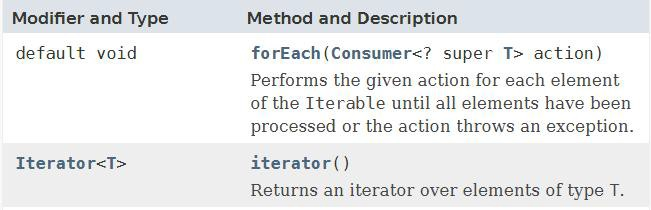 Modifier and Type Method and Description
default void forEach(Consumer<? super T> action)
Performs the given action for each element
of the Iterable until all elements have been
processed or the action throws an exception.
Iterator<T> iterator()
Returns an iterator over elements of type T.